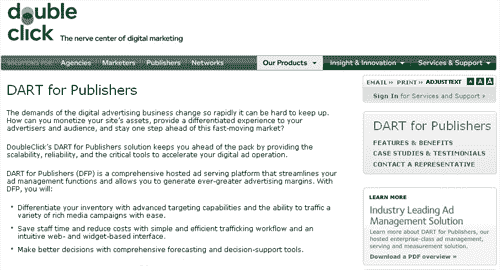 double
click
The nerve center of digital marketing
Agencies Marketers Publishers Networks Our Products Insight & Innovation Services & Support
EMAIL PRINT ADJUST TEXT A A A
Sign In for Services and Support »
DART for Publishers
The demands of the digital advertising business change so rapidly it can be hard to keep up.
How can you monetize your site's assets, provide a differentiated experience to your
advertisers and audience, and stay one step ahead of this fast-moving market?
DoubleClick's DART for Publishers solution keeps you ahead of the pack by providing the
scalability, reliability, and the critical tools to accelerate your digital ad operation.
DART for Publishers (DFP) is a comprehensive hosted ad serving platform that streamlines your
ad management functions and allows you to generate ever-greater advertising margins. With
DFP, you will:
• Differentiate your inventory with advanced targeting capabilities and the ability to traffic a
variety of rich media campaigns with ease.
• Save staff time and reduce costs with simple and efficient trafficking workflow and an
intuitive web- and widget-based interface.
• Make better decisions with comprehensive forecasting and decision-support tools.
DART for Publishers
FEATURES & BENEFITS
CASE STUDIES & TESTIMONIALS
CONTACT A REPRESENTATIVE
LEARN MORE
Industry Leading Ad
Management Solution
Learn more about DART for Publishers, our
hosted enterprise-class ad management,
serving and measurement solution.
Download a PDF overview »